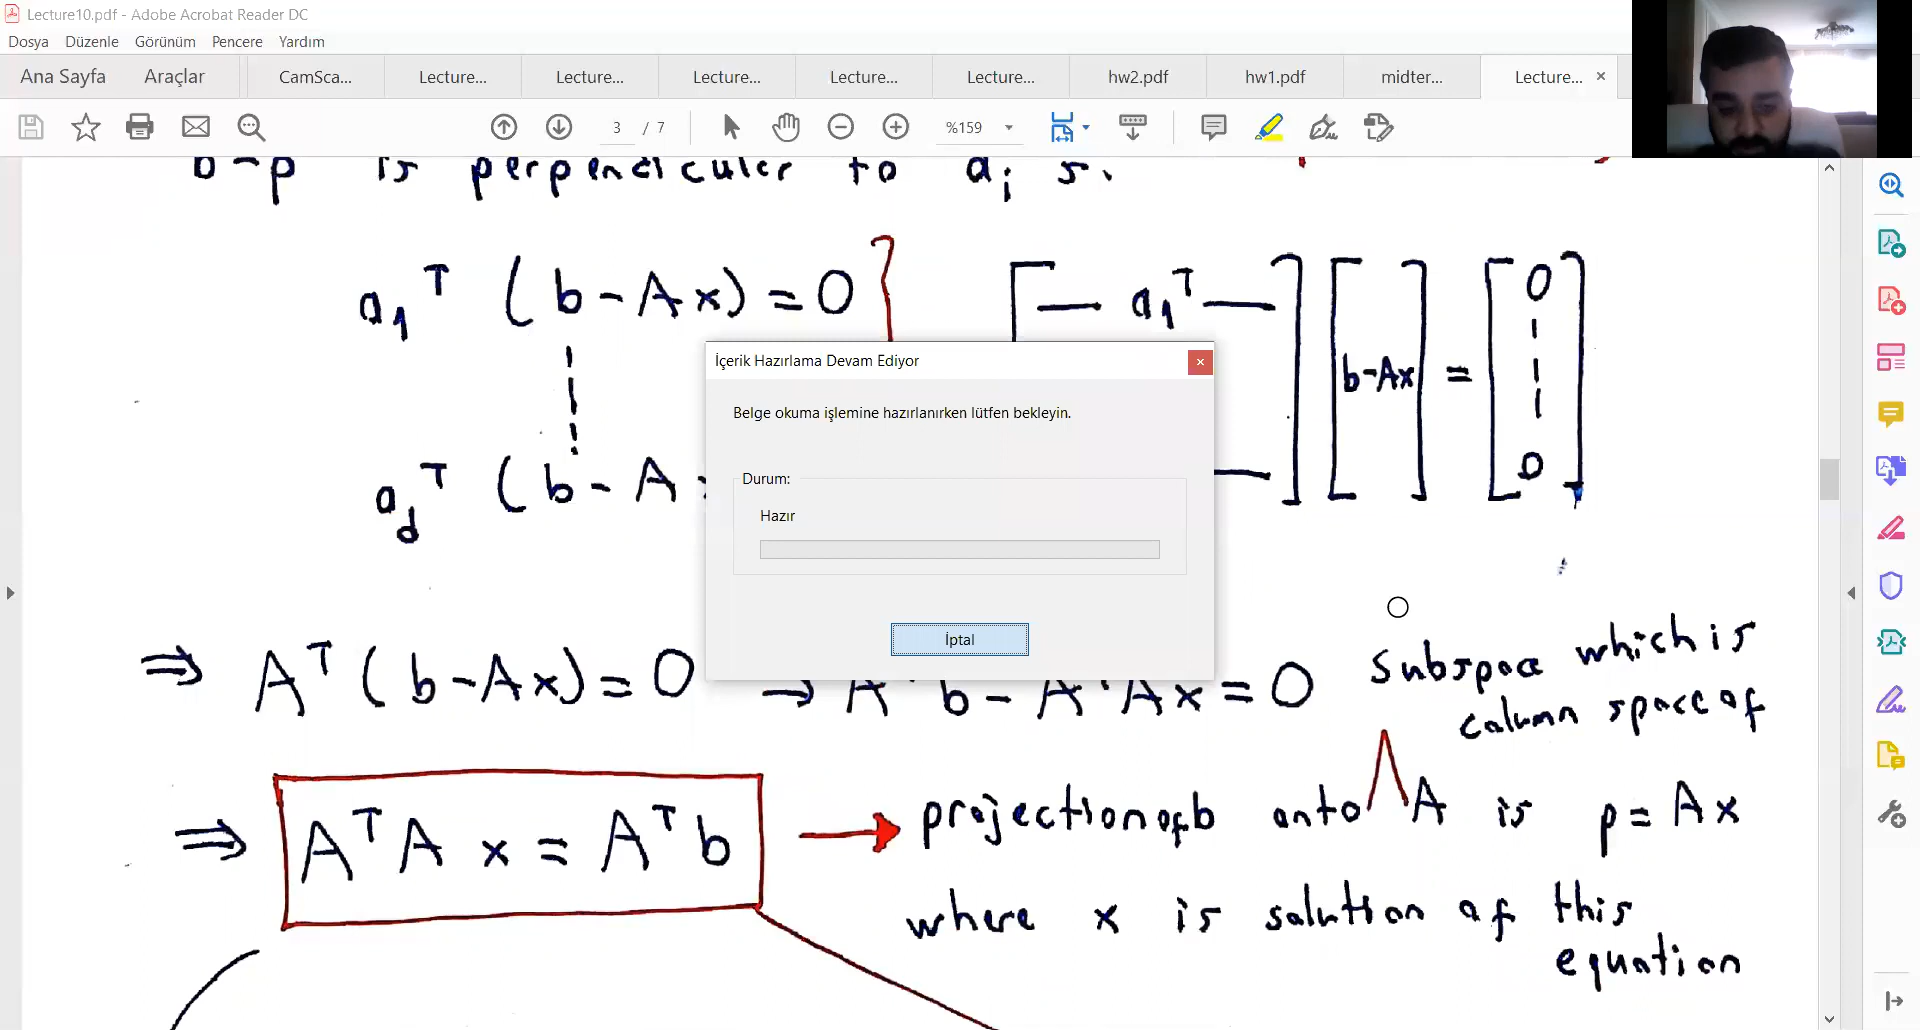 Lecture10.pdf - Adobe Acrobat Reader DC
Dosya Düzenle Görünüm Pencere Yardım
Ana Sayfa Araçlar CamSca... Lecture... Lecture... Lecture... Lecture... Lecture... hw2.pdf hw1.pdf midter... Lecture... ×
3 / 7 %159
b-p is perpendiculer to a_i s.
a_1^T (b-Ax)=0
— a_1^T —
b-Ax = 0
0
a_d^T (b-A
İçerik Hazırlama Devam Ediyor
Belge okuma işlemine hazırlanırken lütfen bekleyin.
Durum:
Hazır
İptal
⇒ A^T (b-Ax)=0 → A^T b - A^T A x = 0
subspace which is
column space of
⇒ A^T A x = A^T b → projection of b onto A is p = Ax
where x is solution of this
equation